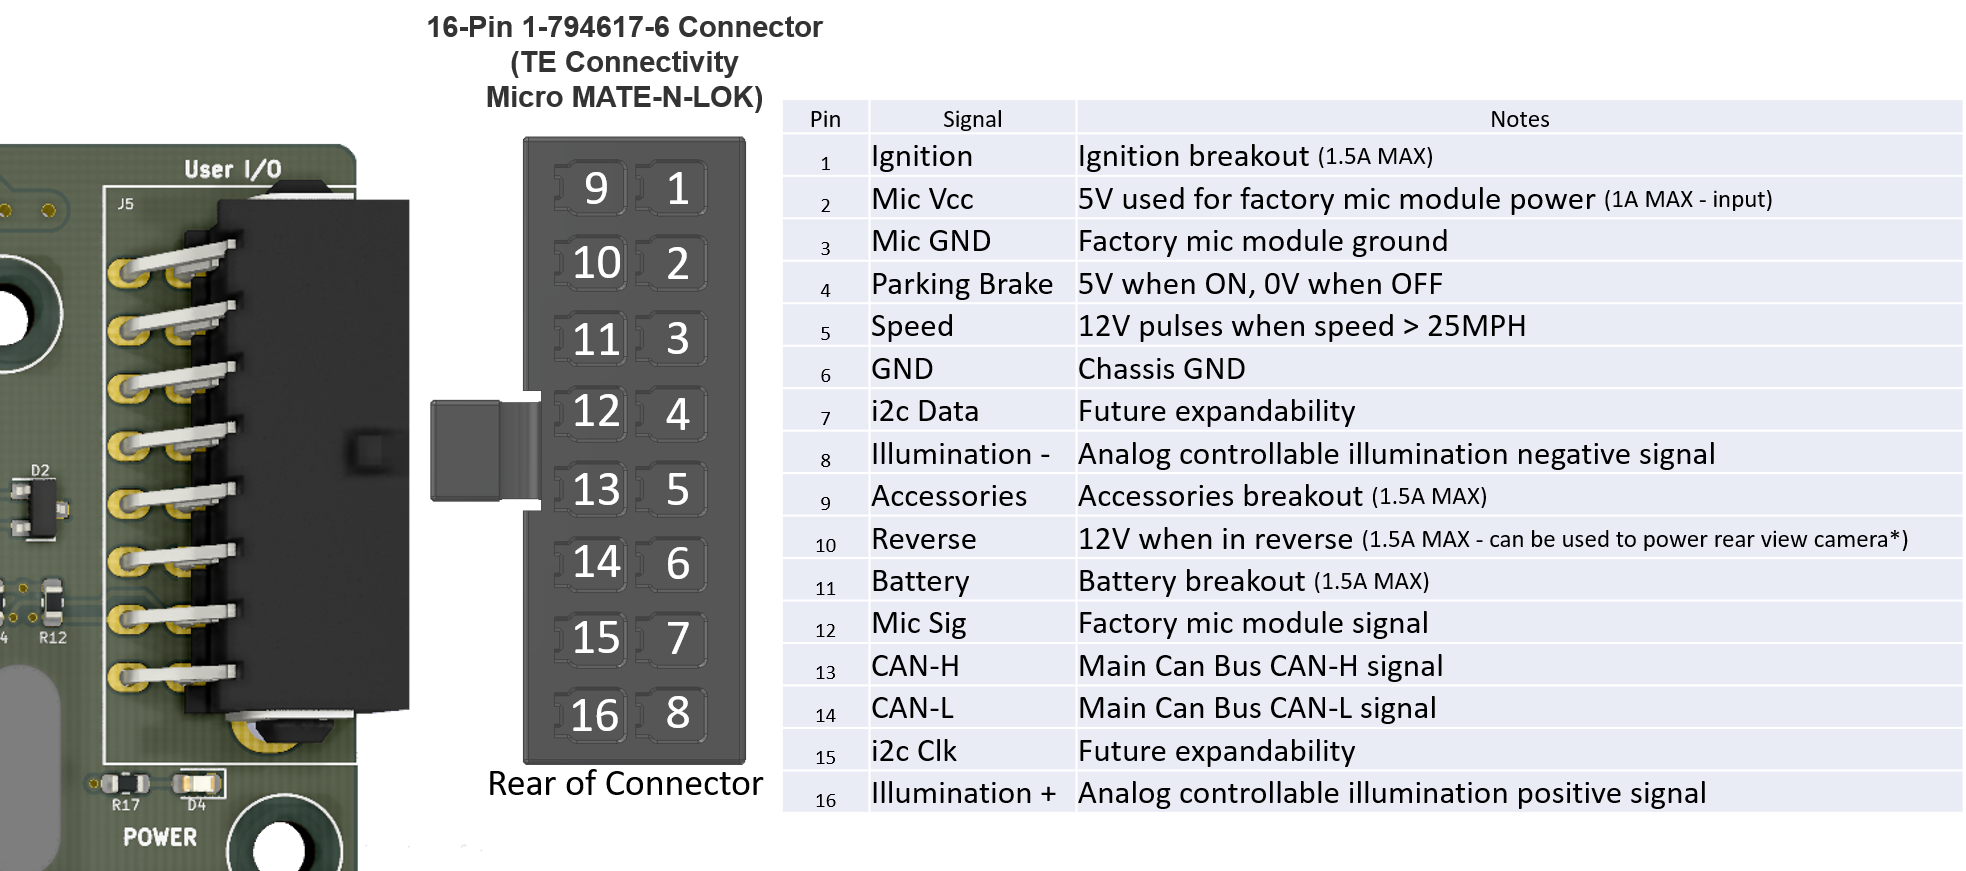 16-Pin 1-794617-6 Connector
(TE Connectivity
Micro MATE-N-LOK)
User I/O
J5
D2
4 R12
R17 D4
POWER
9 1
10 2
11 3
12 4
13 5
14 6
15 7
16 8
Rear of Connector
Pin Signal Notes
1 Ignition Ignition breakout (1.5A MAX)
2 Mic Vcc 5V used for factory mic module power (1A MAX - input)
3 Mic GND Factory mic module ground
4 Parking Brake 5V when ON, 0V when OFF
5 Speed 12V pulses when speed > 25MPH
6 GND Chassis GND
7 i2c Data Future expandability
8 Illumination - Analog controllable illumination negative signal
9 Accessories Accessories breakout (1.5A MAX)
10 Reverse 12V when in reverse (1.5A MAX - can be used to power rear view camera*)
11 Battery Battery breakout (1.5A MAX)
12 Mic Sig Factory mic module signal
13 CAN-H Main Can Bus CAN-H signal
14 CAN-L Main Can Bus CAN-L signal
15 i2c Clk Future expandability
16 Illumination + Analog controllable illumination positive signal